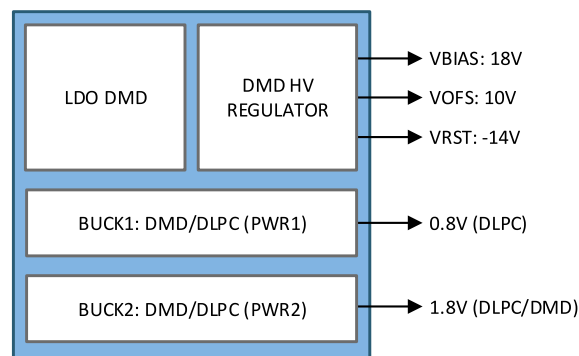 LDO DMD
DMD HV
REGULATOR
VBIAS: 18V
VOFS: 10V
VRST: -14V
BUCK1: DMD/DLPC (PWR1)
0.8V (DLPC)
BUCK2: DMD/DLPC (PWR2)
1.8V (DLPC/DMD)